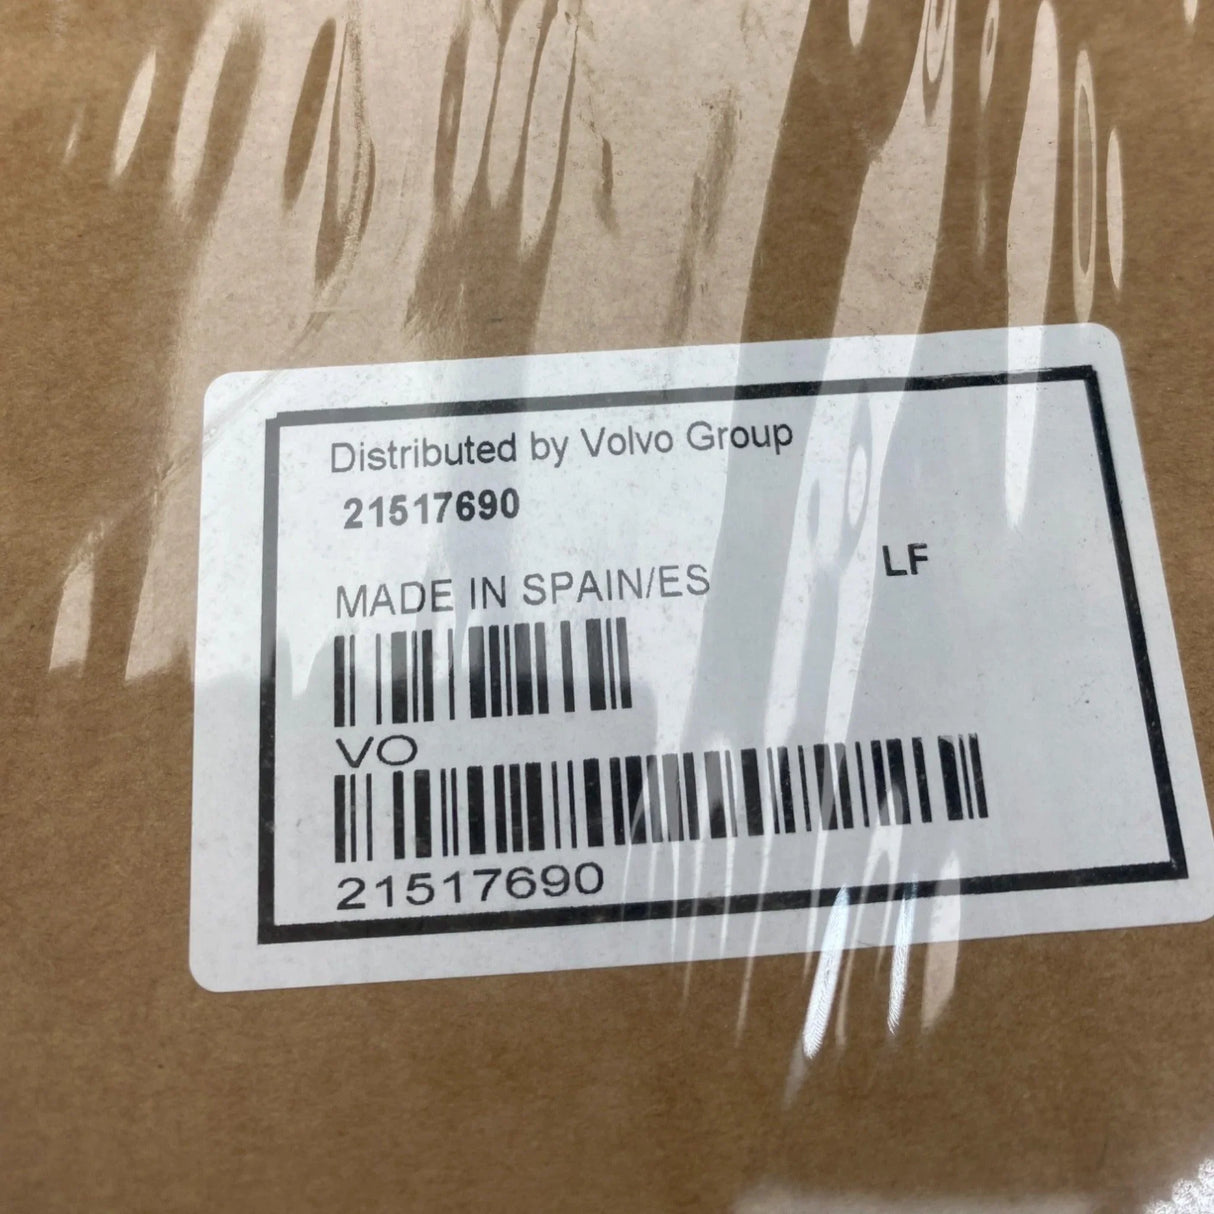 Distributed by Volvo Group
21517690
LF
MADE IN SPAIN/ES
VO
21517690